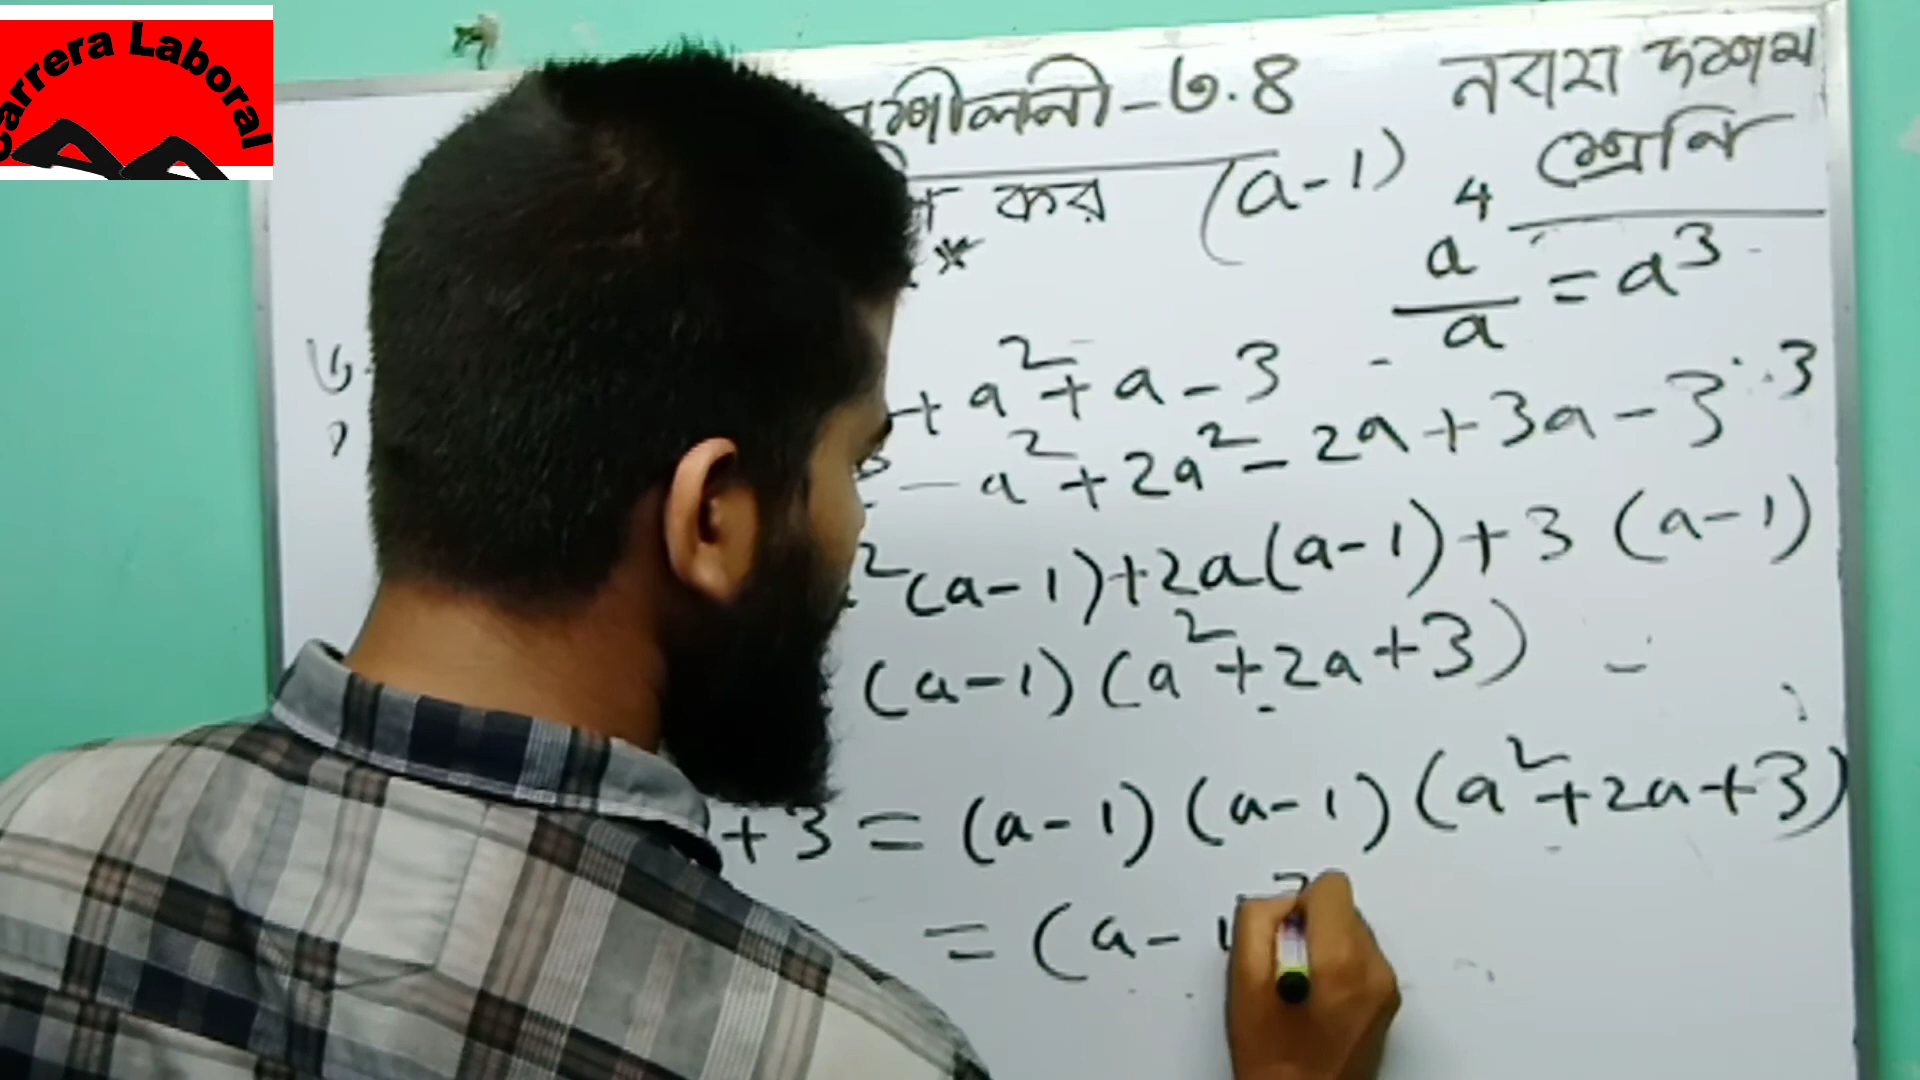 Carrera Laboral
নুশীলনী-৩.৪ নবম দশম
শ্রেণি
কর (a-1)
*
a⁴/a = a³
+ a² + a - 3
- a² + 2a² - 2a + 3a - 3
²(a-1) + 2a(a-1) + 3 (a-1)
(a-1) (a² + 2a + 3)
+3 = (a-1) (a-1) (a² + 2a + 3)
= (a-1